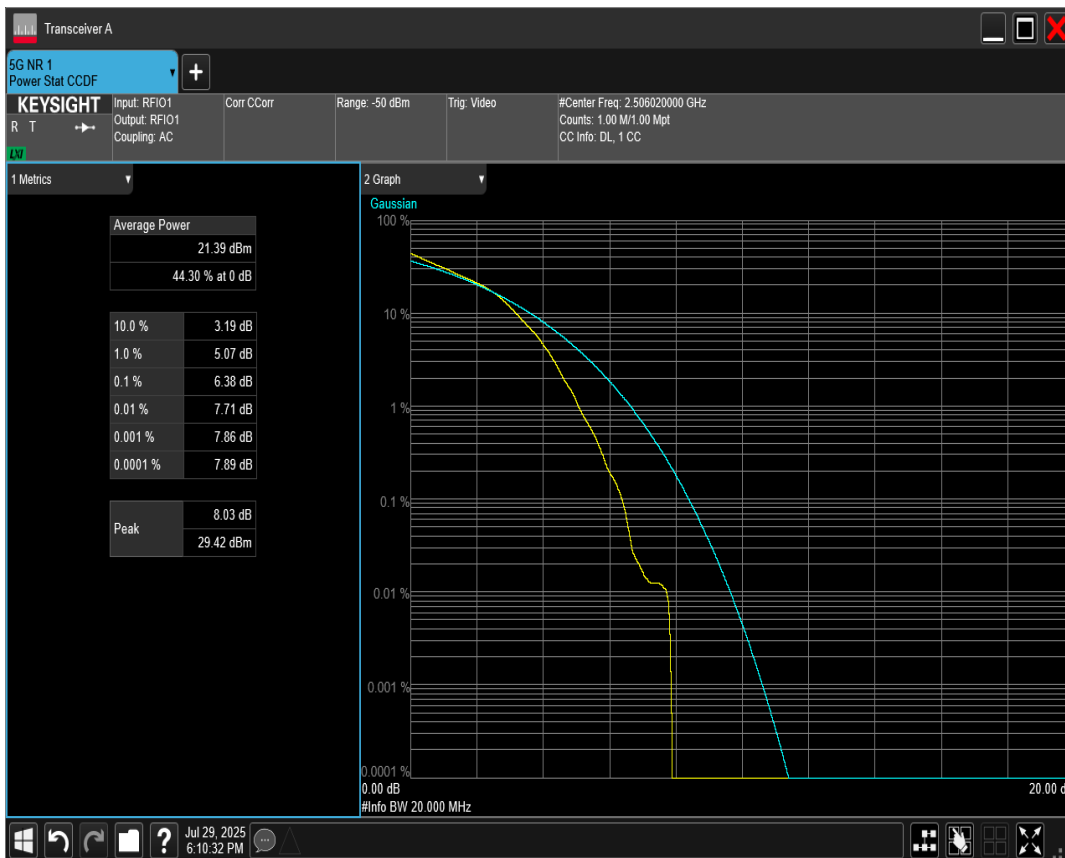 Transceiver A
5G NR 1
Power Stat CCDF
+
KEYSIGHT
R T
LXI
Input: RFIO1
Output: RFIO1
Coupling: AC
Corr CCorr
Range: -50 dBm
Trig: Video
#Center Freq: 2.506020000 GHz
Counts: 1.00 M/1.00 Mpt
CC Info: DL, 1 CC
1 Metrics
Average Power
21.39 dBm
44.30 % at 0 dB
10.0 % 3.19 dB
1.0 % 5.07 dB
0.1 % 6.38 dB
0.01 % 7.71 dB
0.001 % 7.86 dB
0.0001 % 7.89 dB
Peak
8.03 dB
29.42 dBm
2 Graph
Gaussian
100 %
10 %
1 %
0.1 %
0.01 %
0.001 %
0.0001 %
0.00 dB
20.00 d
#Info BW 20.000 MHz
?
Jul 29, 2025
6:10:32 PM